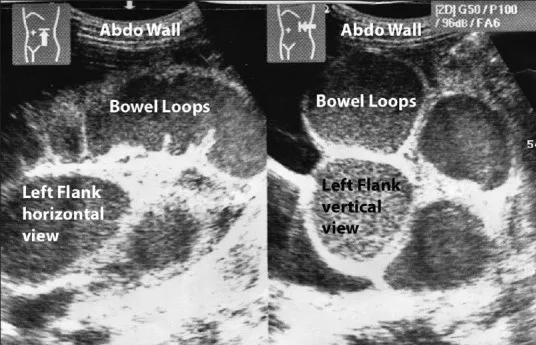 Abdo Wall
Bowel Loops
Left Flank
horizontal
view
Abdo Wall
[2D] G50 / P100
/ 96dB / FA6
Bowel Loops
Left Flank
vertical
view